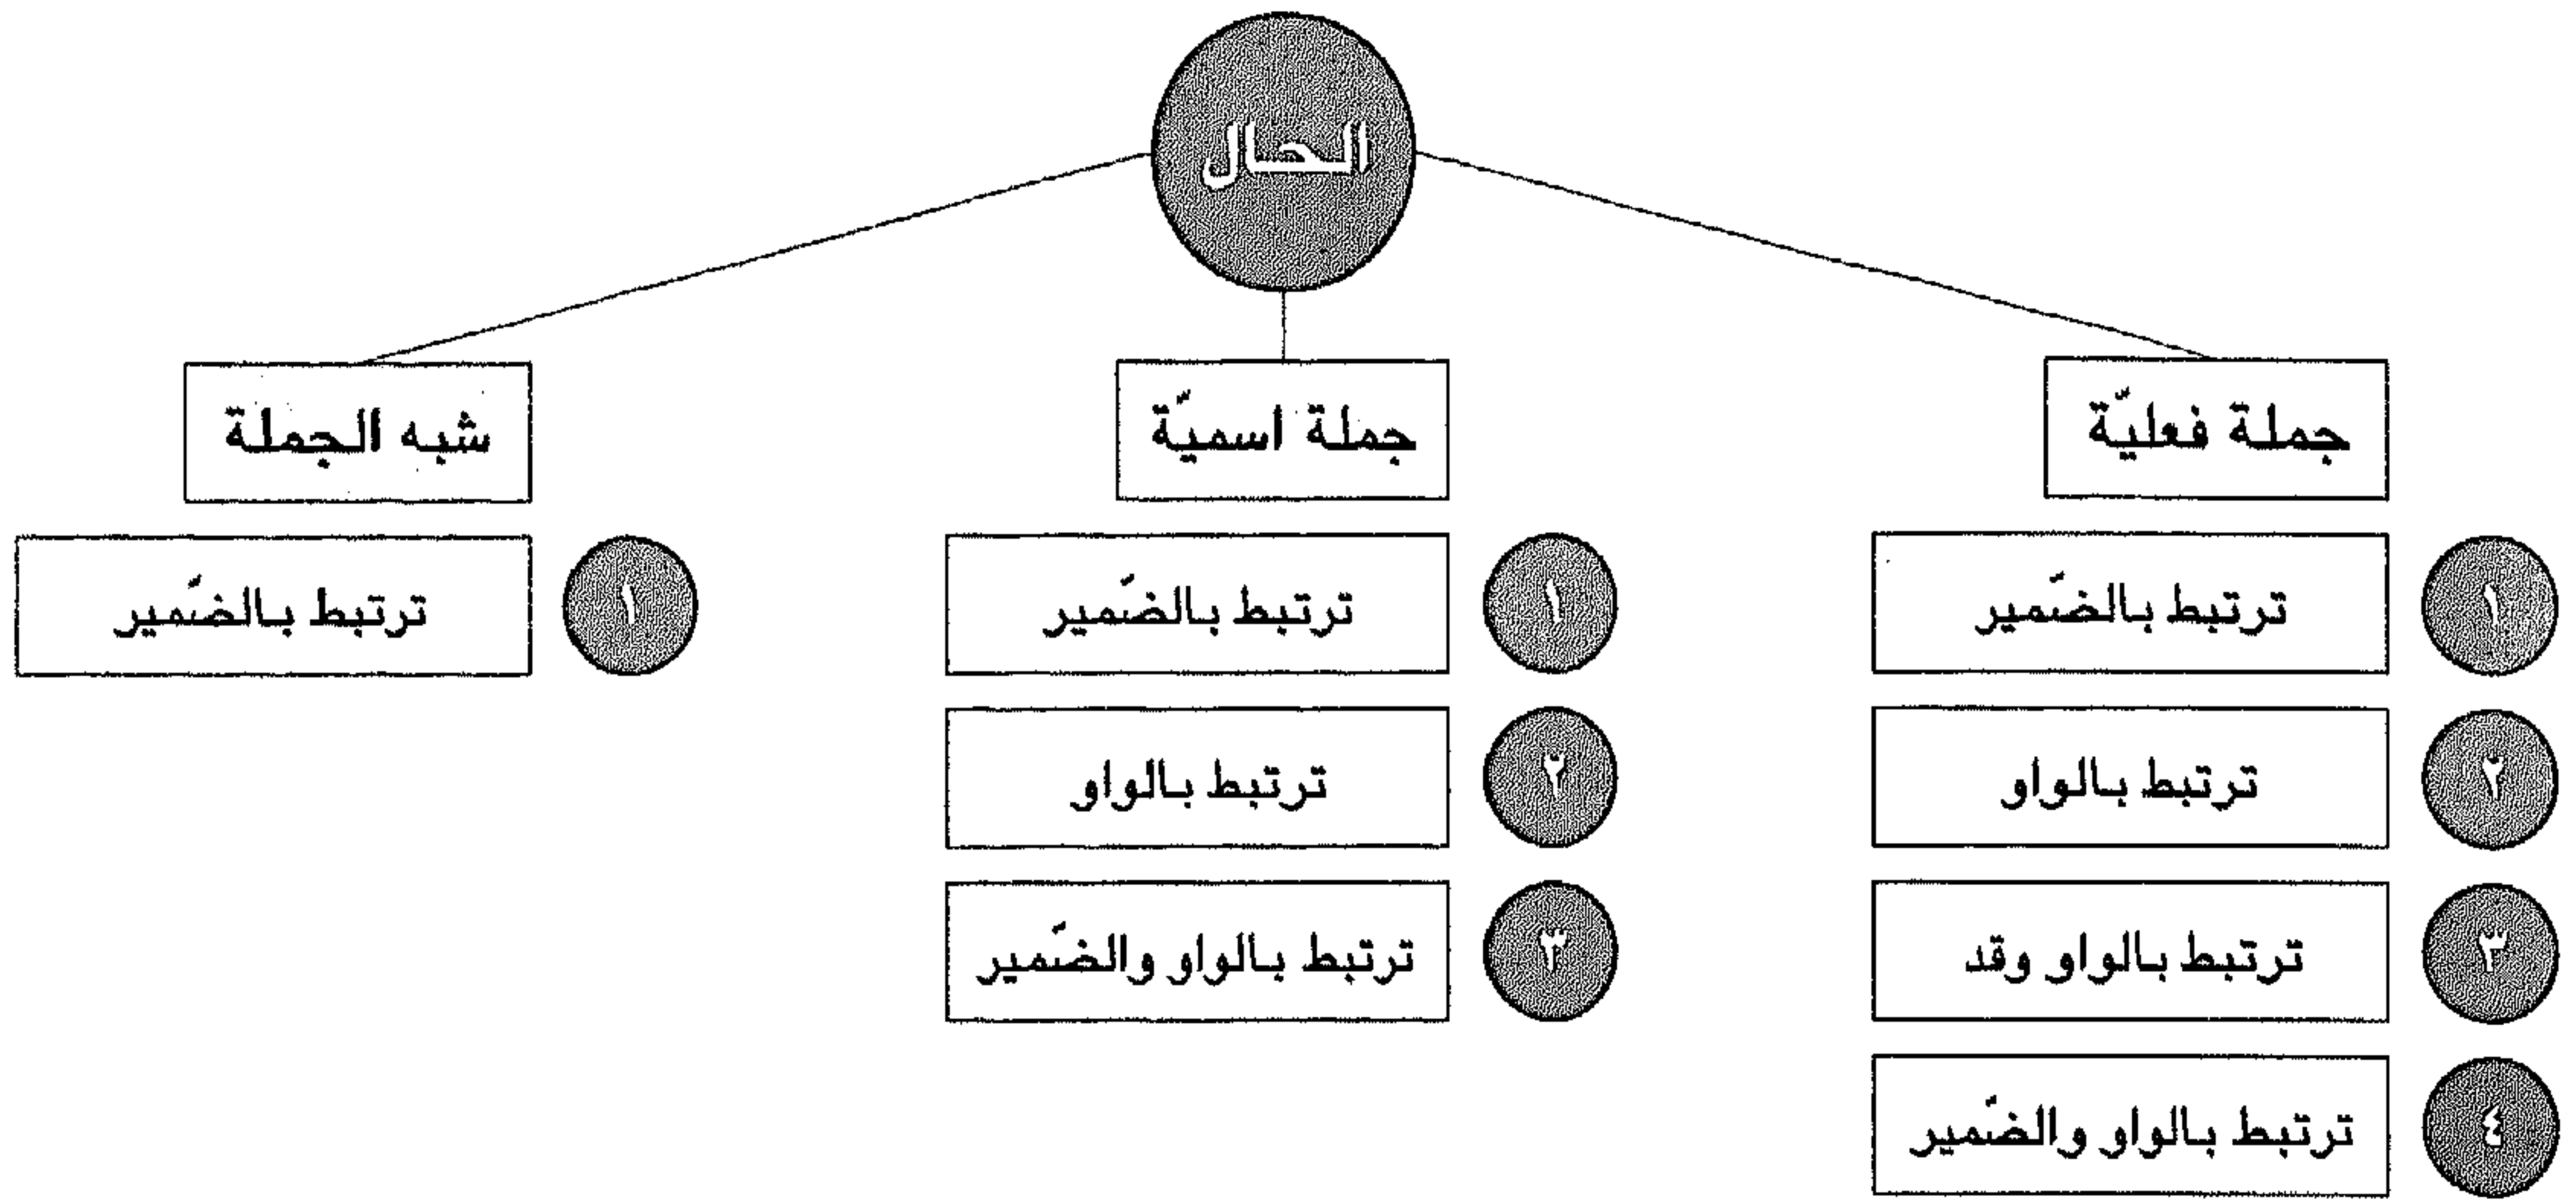 الحال
جملة فعليّة
١ ترتبط بالضّمير
٢ ترتبط بالواو
٣ ترتبط بالواو وقد
٤ ترتبط بالواو والضّمير
جملة اسميّة
١ ترتبط بالضّمير
٢ ترتبط بالواو
٣ ترتبط بالواو والضّمير
شبه الجملة
١ ترتبط بالضّمير